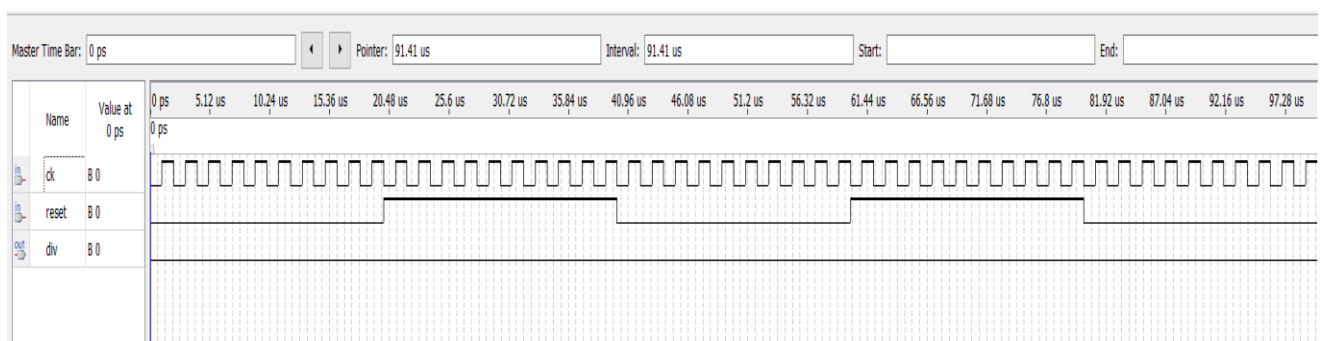 Master Time Bar: 0 ps Pointer: 91.41 us Interval: 91.41 us Start: End:
Name Value at 0 ps
0 ps 5.12 us 10.24 us 15.36 us 20.48 us 25.6 us 30.72 us 35.84 us 40.96 us 46.08 us 51.2 us 56.32 us 61.44 us 66.56 us 71.68 us 76.8 us 81.92 us 87.04 us 92.16 us 97.28 us
0 ps
in ck B 0
in reset B 0
out div B 0